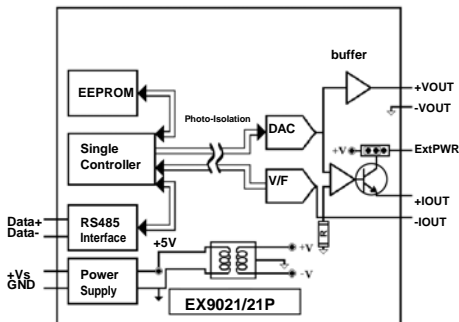 buffer
+VOUT
-VOUT
EEPROM
Photo-Isolation
DAC
+V
ExtPWR
Single
Controller
V/F
+IOUT
-IOUT
R
Data+
Data-
RS485
Interface
+5V
+V
-V
+Vs
GND
Power
Supply
EX9021/21P